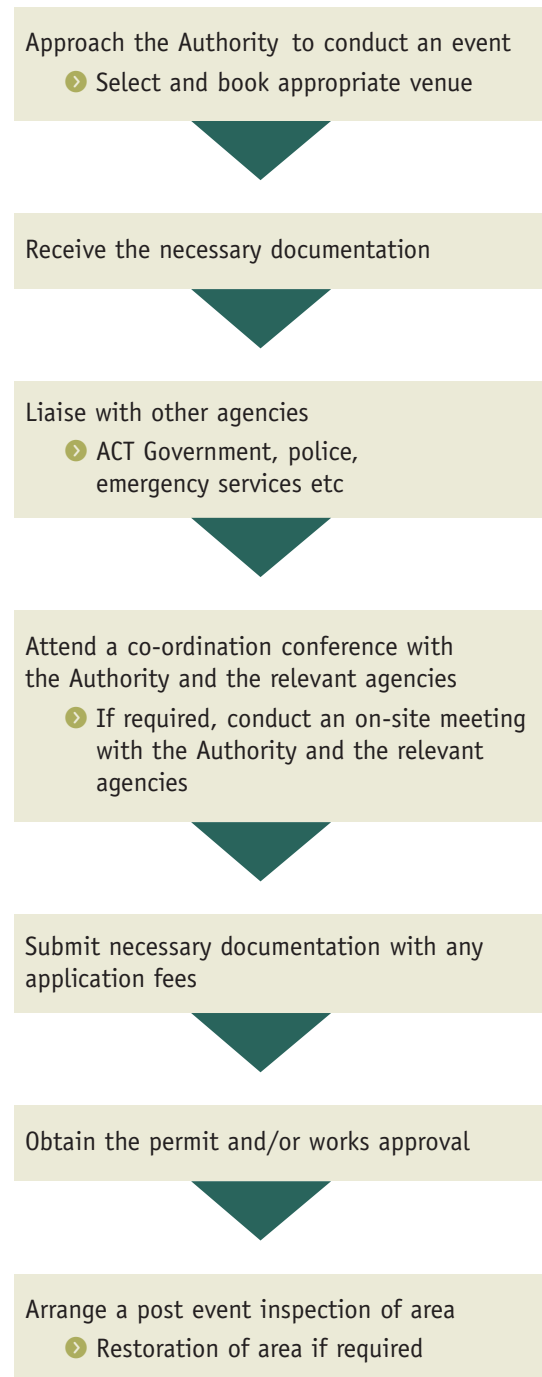 Approach the Authority to conduct an event
Select and book appropriate venue
Receive the necessary documentation
Liaise with other agencies
ACT Government, police,
emergency services etc
Attend a co-ordination conference with
the Authority and the relevant agencies
If required, conduct an on-site meeting
with the Authority and the relevant
agencies
Submit necessary documentation with any
application fees
Obtain the permit and/or works approval
Arrange a post event inspection of area
Restoration of area if required